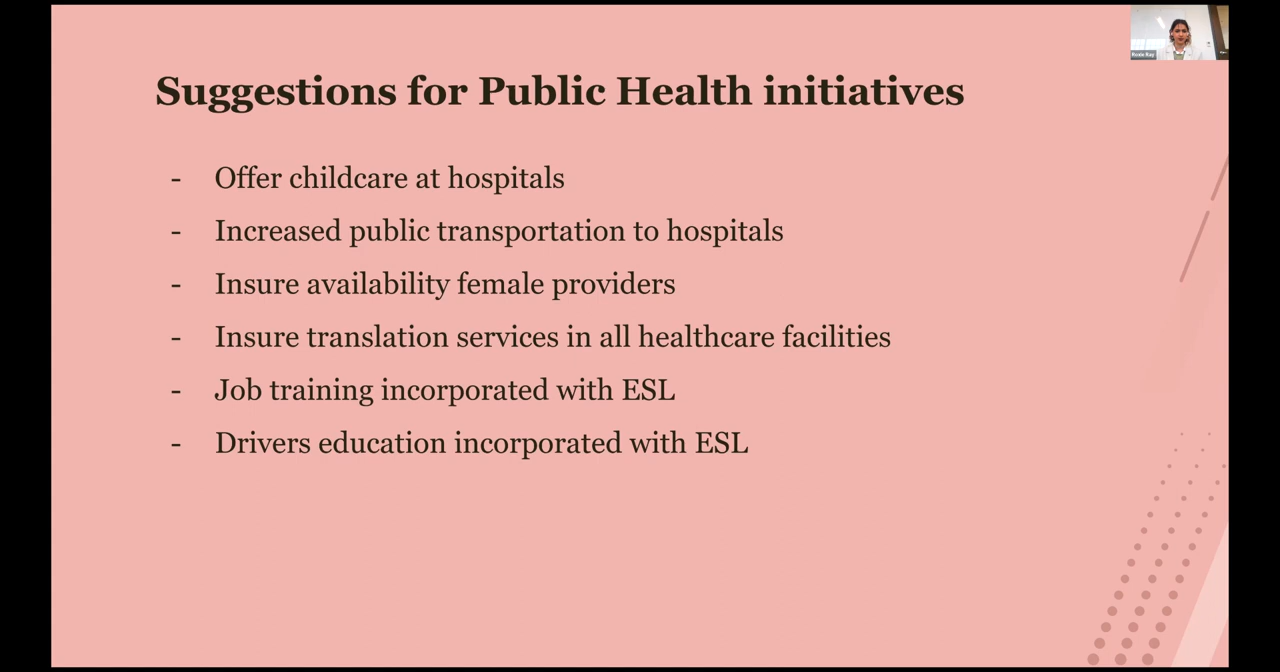 Suggestions for Public Health initiatives
- Offer childcare at hospitals
- Increased public transportation to hospitals
- Insure availability female providers
- Insure translation services in all healthcare facilities
- Job training incorporated with ESL
- Drivers education incorporated with ESL